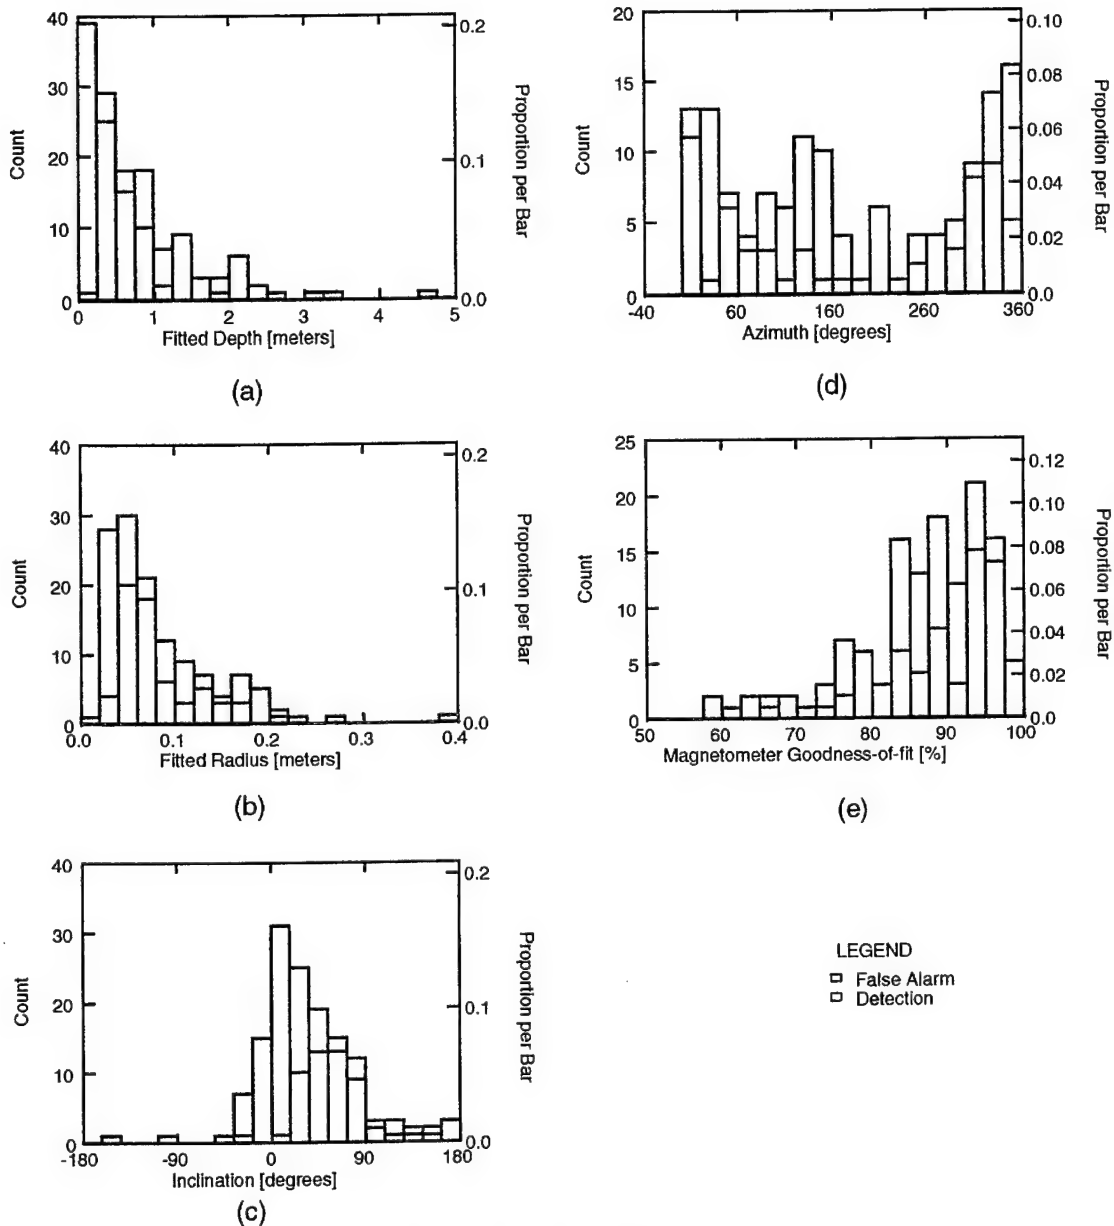 40
30
20
10
0
Count
0.2
0.1
0.0
Proportion per Bar
0 1 2 3 4 5
Fitted Depth [meters]
(a)
20
15
10
5
0
Count
0.10
0.08
0.06
0.04
0.02
0.0
Proportion per Bar
-40 60 160 260 360
Azimuth [degrees]
(d)
40
30
20
10
0
Count
0.2
0.1
0.0
Proportion per Bar
0.0 0.1 0.2 0.3 0.4
Fitted Radius [meters]
(b)
25
20
15
10
5
0
Count
0.12
0.10
0.08
0.06
0.04
0.02
0.0
Proportion per Bar
50 60 70 80 90 100
Magnetometer Goodness-of-fit [%]
(e)
40
30
20
10
0
Count
0.2
0.1
0.0
Proportion per Bar
-180 -90 0 90 180
Inclination [degrees]
(c)
LEGEND
False Alarm
Detection